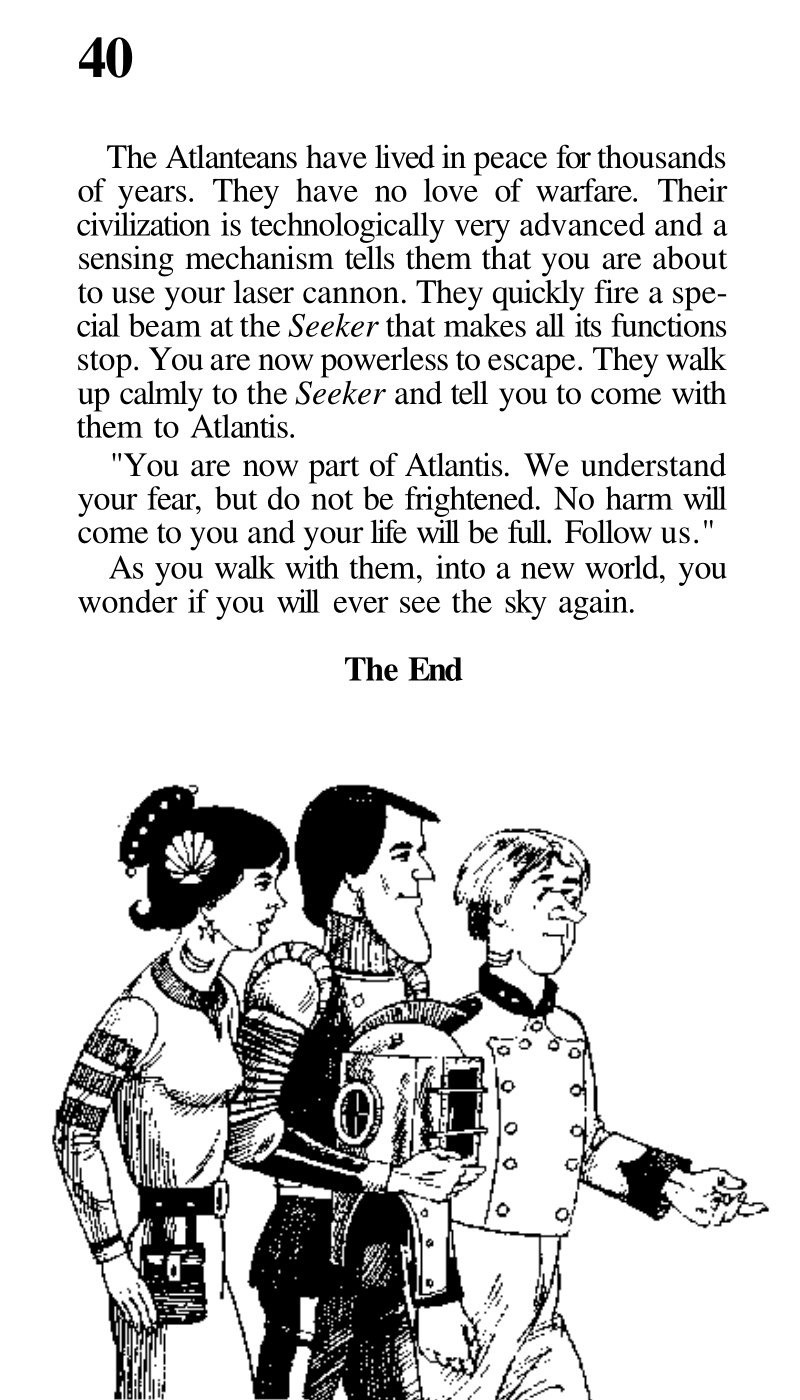 40
The Atlanteans have lived in peace for thousands
of years. They have no love of warfare. Their
civilization is technologically very advanced and a
sensing mechanism tells them that you are about
to use your laser cannon. They quickly fire a spe-
cial beam at the Seeker that makes all its functions
stop. You are now powerless to escape. They walk
up calmly to the Seeker and tell you to come with
them to Atlantis.
"You are now part of Atlantis. We understand
your fear, but do not be frightened. No harm will
come to you and your life will be full. Follow us."
As you walk with them, into a new world, you
wonder if you will ever see the sky again.
The End